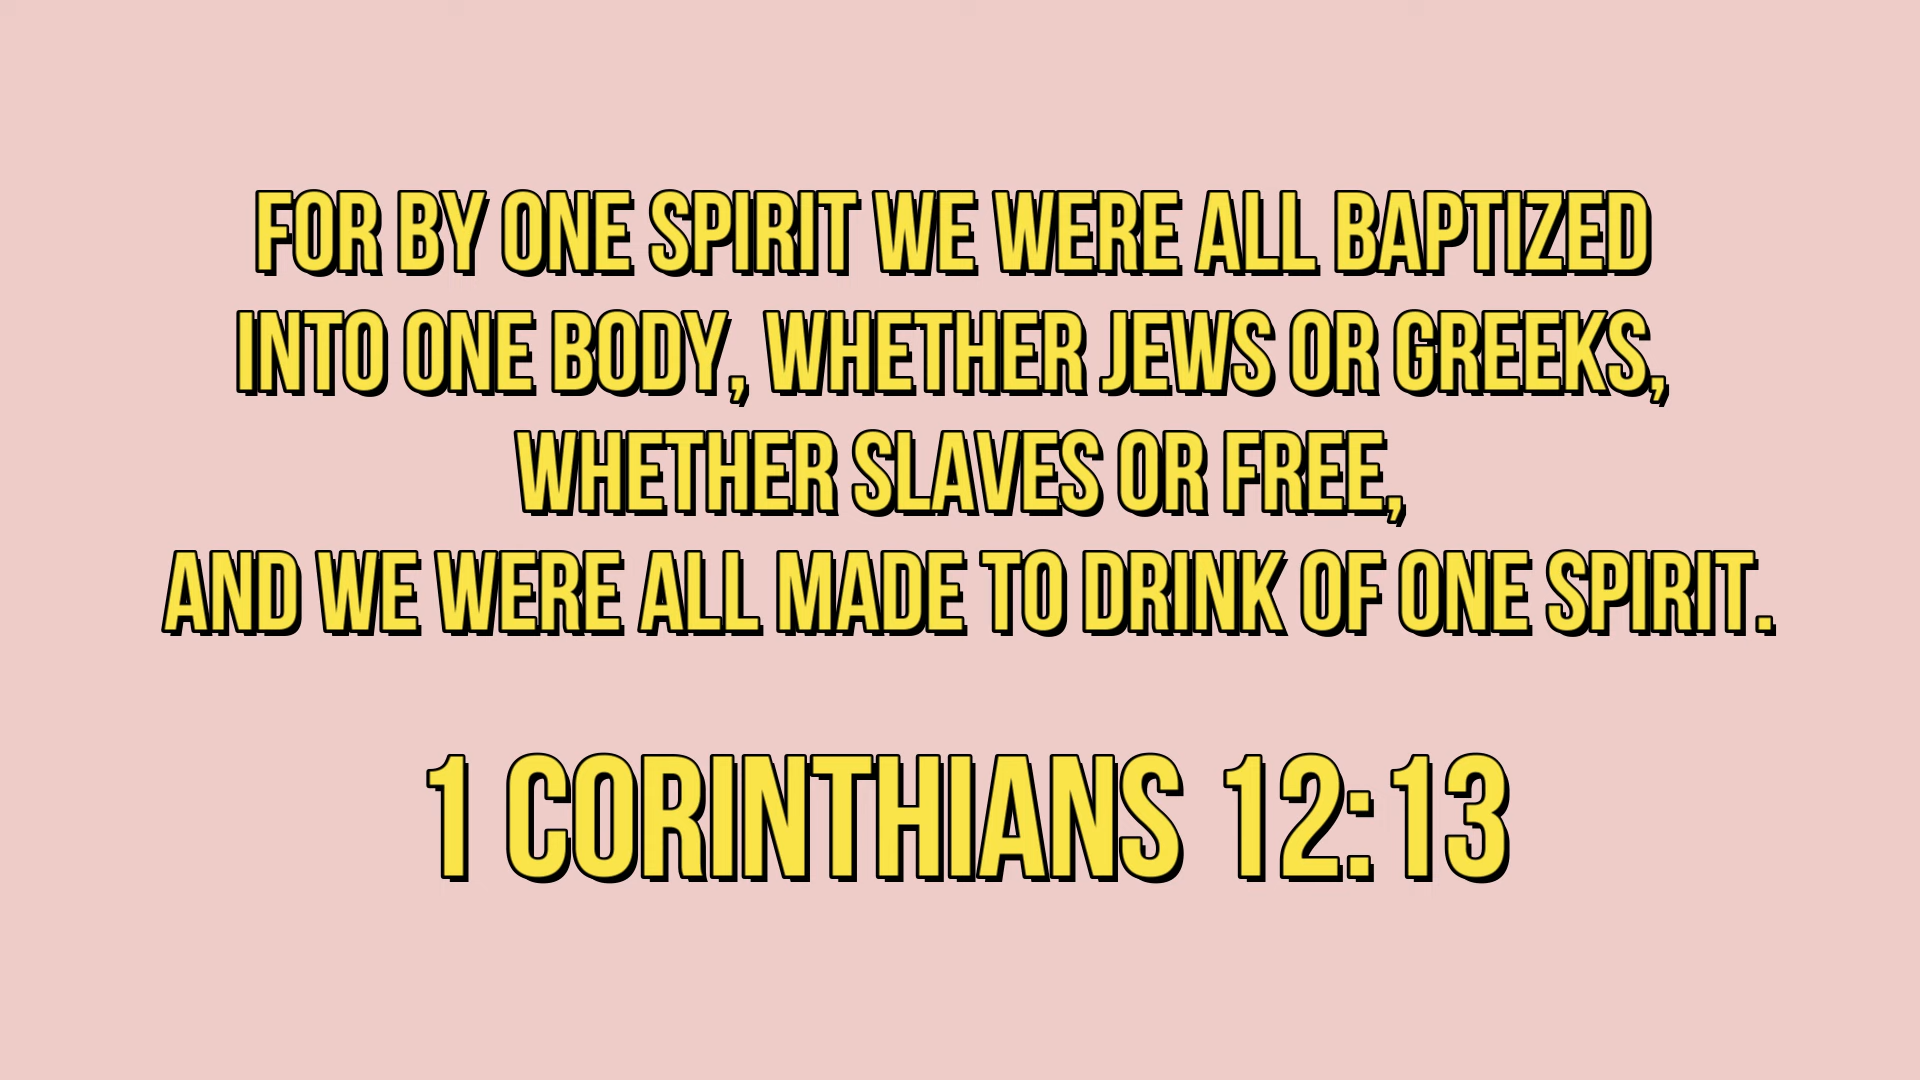 FOR BY ONE SPIRIT WE WERE ALL BAPTIZED
INTO ONE BODY, WHETHER JEWS OR GREEKS,
WHETHER SLAVES OR FREE,
AND WE WERE ALL MADE TO DRINK OF ONE SPIRIT.
1 CORINTHIANS 12:13